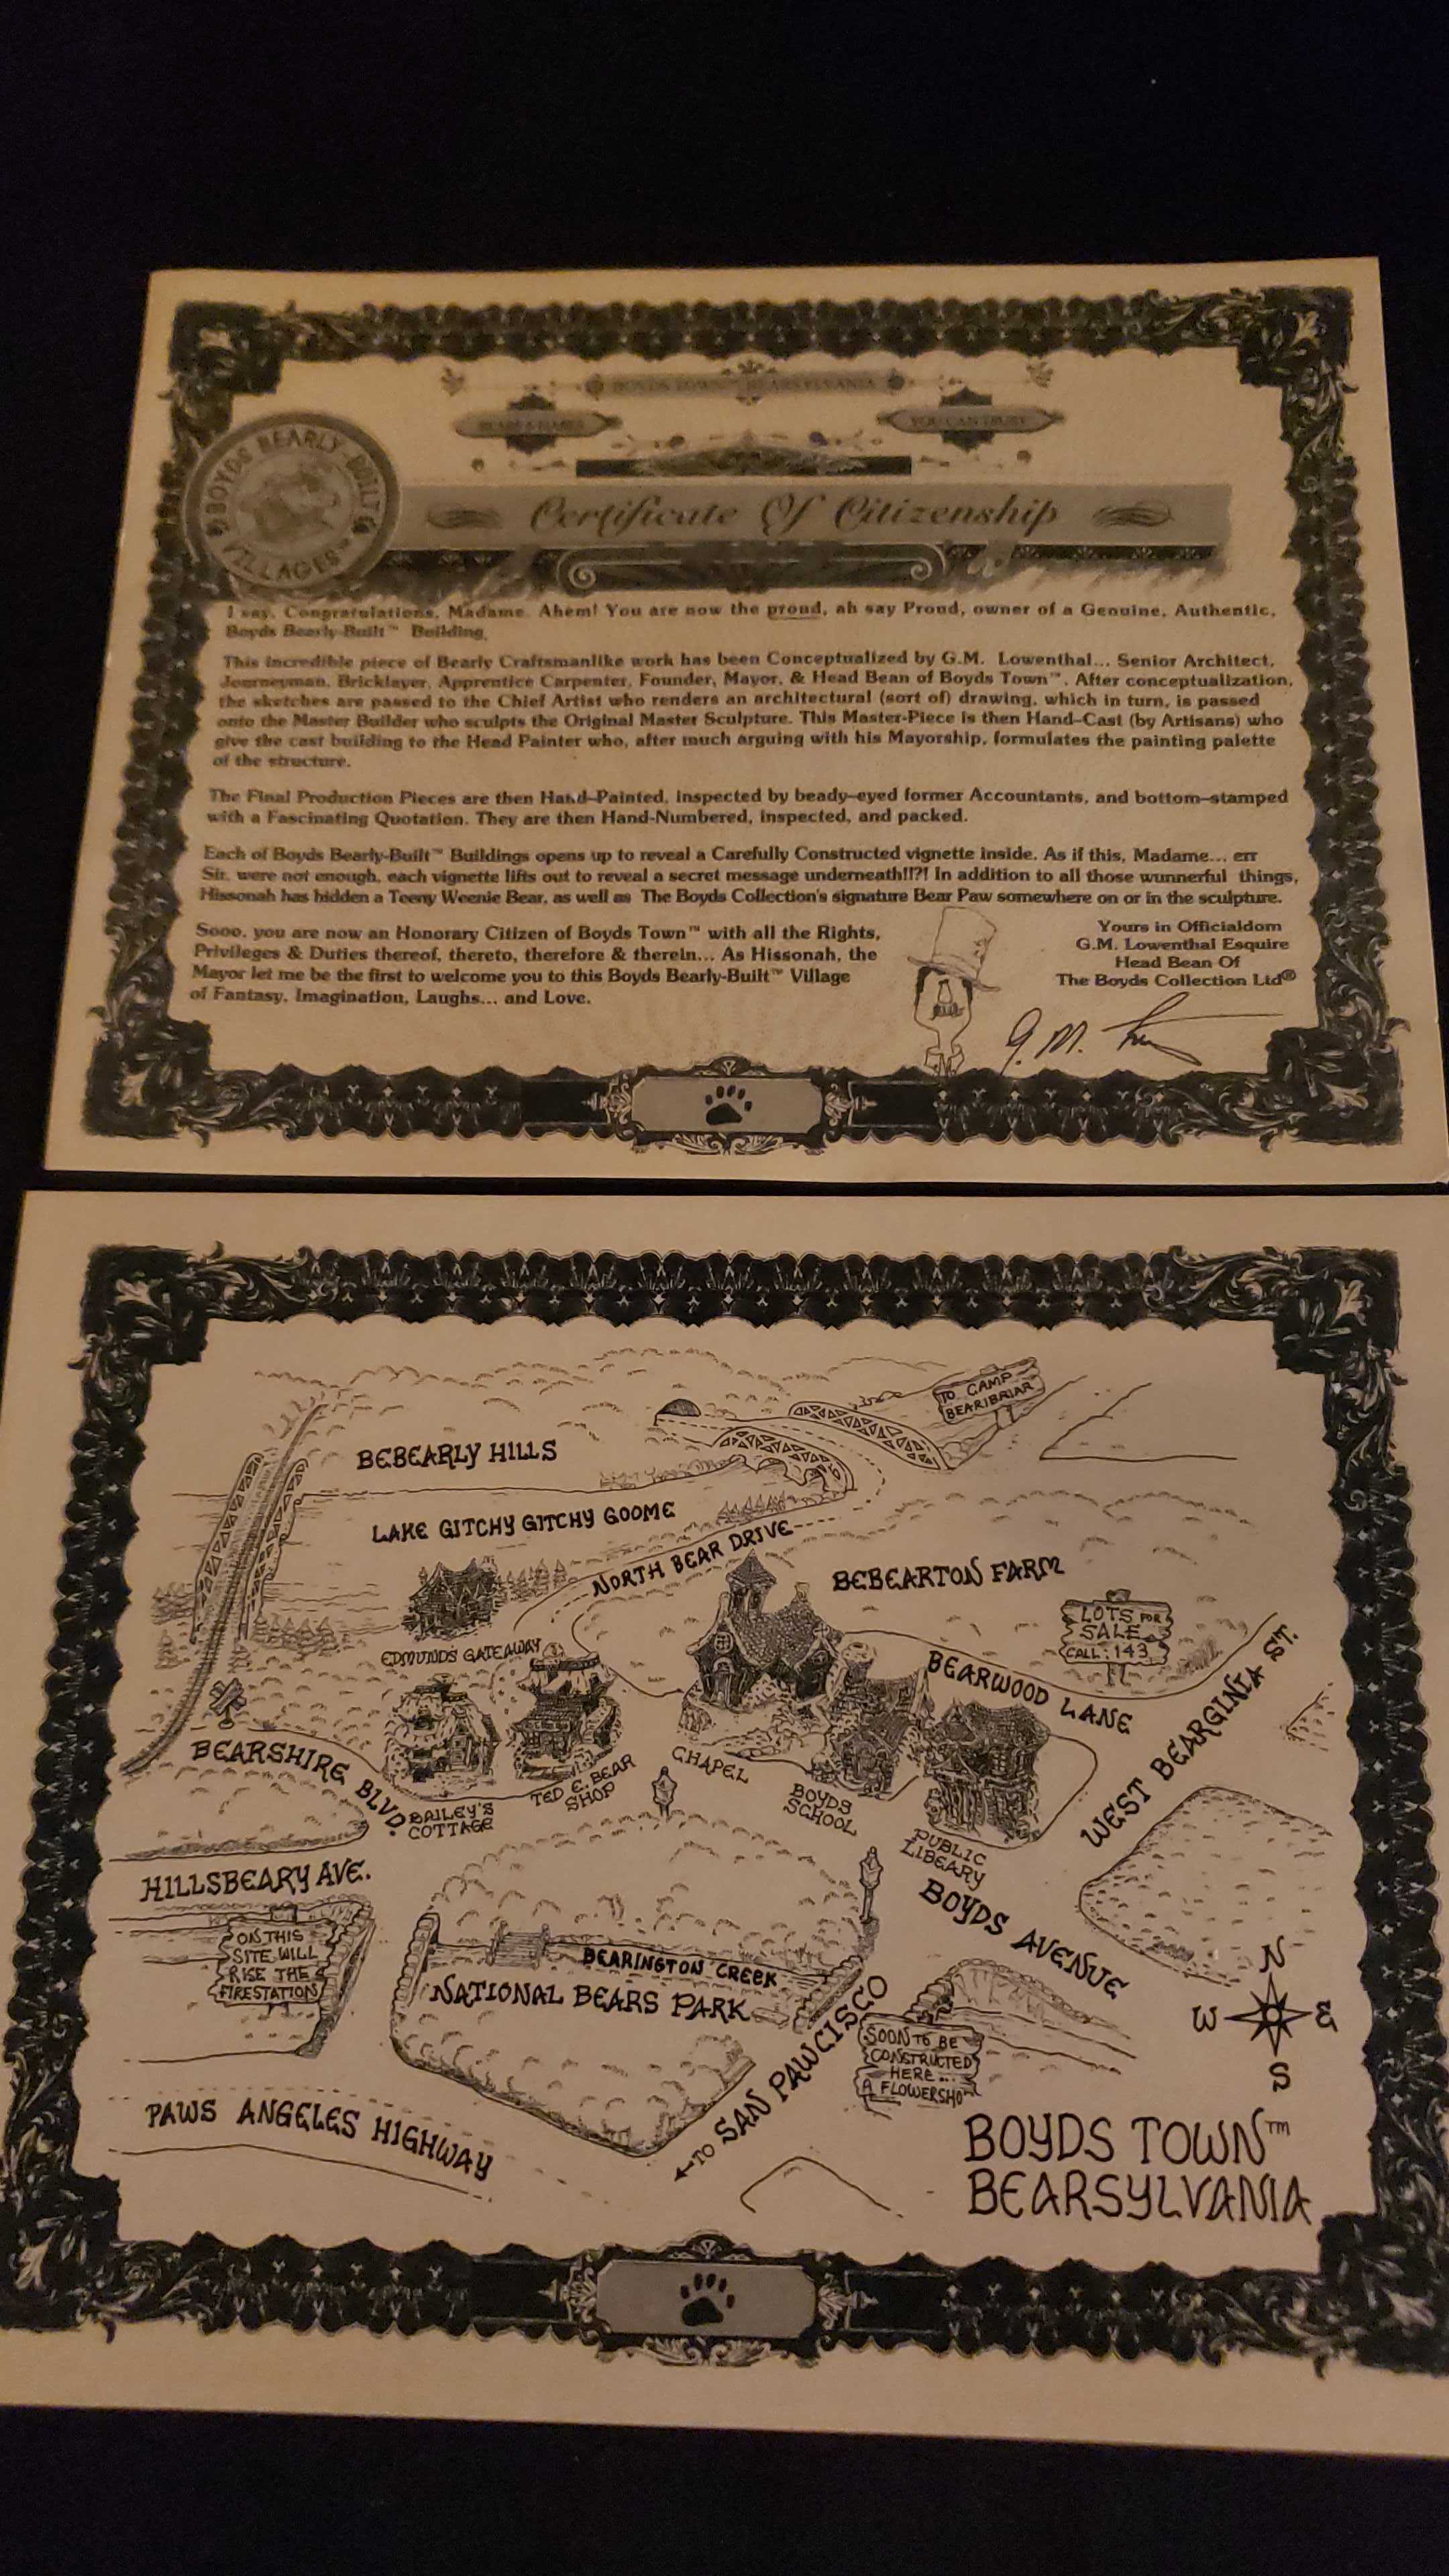 BOYDS TOWN™ BEARSYLVANIA
YOU CAN TRUST
BOYDS BEARLY-BUILT
VILLAGES™
Certificate Of Citizenship
I say, Congratulations, Madame. Ahem! You are now the proud, ah say Proud, owner of a Genuine, Authentic,
Boyds Bearly-Built™ Building.
This incredible piece of Bearly Craftsmanlike work has been Conceptualized by G.M. Lowenthal... Senior Architect,
Journeyman, Bricklayer, Apprentice Carpenter, Founder, Mayor, & Head Bean of Boyds Town™. After conceptualization,
the sketches are passed to the Chief Artist who renders an architectural (sort of) drawing, which in turn, is passed
onto the Master Builder who sculpts the Original Master Sculpture. This Master-Piece is then Hand-Cast (by Artisans) who
give the cast building to the Head Painter who, after much arguing with his Mayorship, formulates the painting palette
of the structure.
The Final Production Pieces are then Hand-Painted, inspected by beady-eyed former Accountants, and bottom-stamped
with a Fascinating Quotation. They are then Hand-Numbered, inspected, and packed.
Each of Boyds Bearly-Built™ Buildings opens up to reveal a Carefully Constructed vignette inside. As if this, Madame... err
Sir, were not enough, each vignette lifts out to reveal a secret message underneath!!?! In addition to all those wunnerful things,
Hissonah has hidden a Teeny Weenie Bear, as well as The Boyds Collection's signature Bear Paw somewhere on or in the sculpture.
Sooo, you are now an Honorary Citizen of Boyds Town™ with all the Rights,
Privileges & Duties thereof, thereto, therefore & therein... As Hissonah, the
Mayor let me be the first to welcome you to this Boyds Bearly-Built™ Village
of Fantasy, Imagination, Laughs... and Love.
Yours in Officialdom
G.M. Lowenthal Esquire
Head Bean Of
The Boyds Collection Ltd®
G.M.
TO CAMP
BEARIBRIAR
BEBEARLY HILLS
LAKE GITCHY GITCHY GOOME
NORTH BEAR DRIVE
BEBEARTON FARM
LOTS FOR
SALE
CALL: 143
EDMUNDS GATEAWAY
BEARWOOD LANE
WEST BEARGINIA ST.
BEARSHIRE BLVD.
CHAPEL
TED E. BEAR
SHOP
BAILEY'S
COTTAGE
BOYDS
SCHOOL
PUBLIC
LIBEARY
HILLSBEARY AVE.
BOYDS AVENUE
ON THIS
SITE WILL
RISE THE
FIRESTATION
BEARINGTON CREEK
NATIONAL BEARS PARK
N
W E
S
SOON TO BE
CONSTRUCTED
HERE...
A FLOWERSHO
←TO SAN PAWCISCO
PAWS ANGELES HIGHWAY
BOYDS TOWN™
BEARSYLVANIA